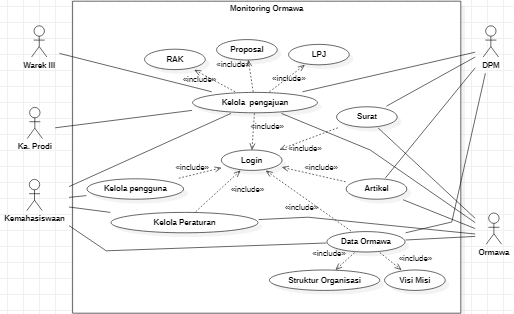 Monitoring Ormawa
RAK
Proposal
LPJ
Warek III
DPM
«include»
«include»
«include»
Kelola pengajuan
Surat
«include»
Ka. Prodi
«include»
Login
«include»
«include»
Kelola pengguna
Artikel
«include»
«include»
Kemahasiswaan
Kelola Peraturan
Data Ormawa
Ormawa
«include»
«include»
Struktur Organisasi
Visi Misi